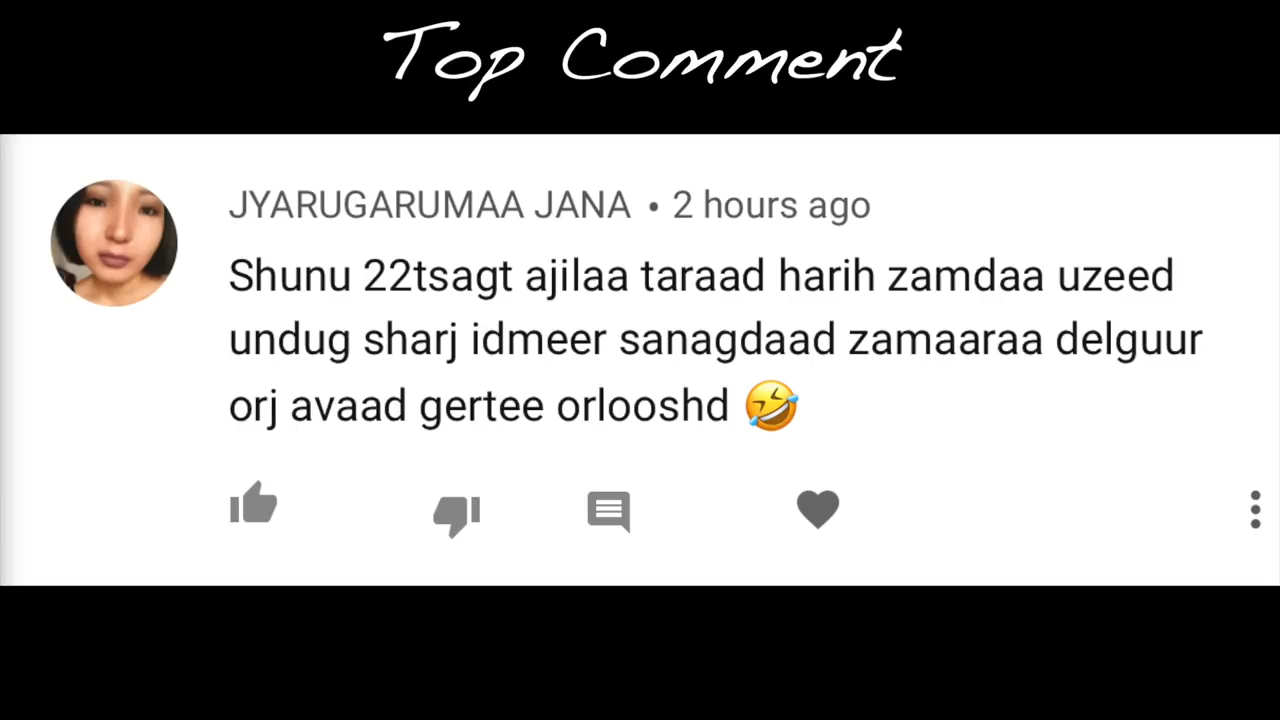 Top Comment
JYARUGARUMAA JANA • 2 hours ago
Shunu 22tsagt ajilaa taraad harih zamdaa uzeed
undug sharj idmeer sanagdaad zamaaraa delguur
orj avaad gertee orlooshd 🤣